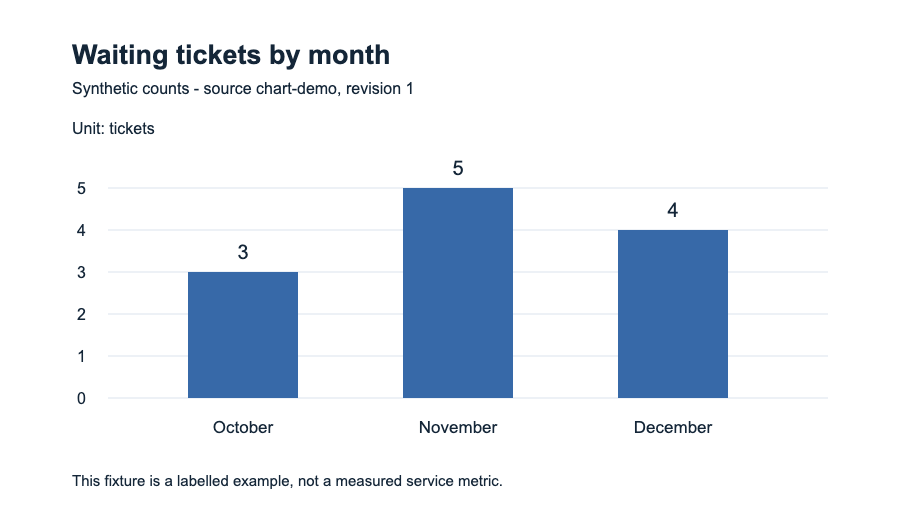 Waiting tickets by month
Synthetic counts - source chart-demo, revision 1
Unit: tickets
5
5
4
4
3
3
2
1
0
October November December
This fixture is a labelled example, not a measured service metric.